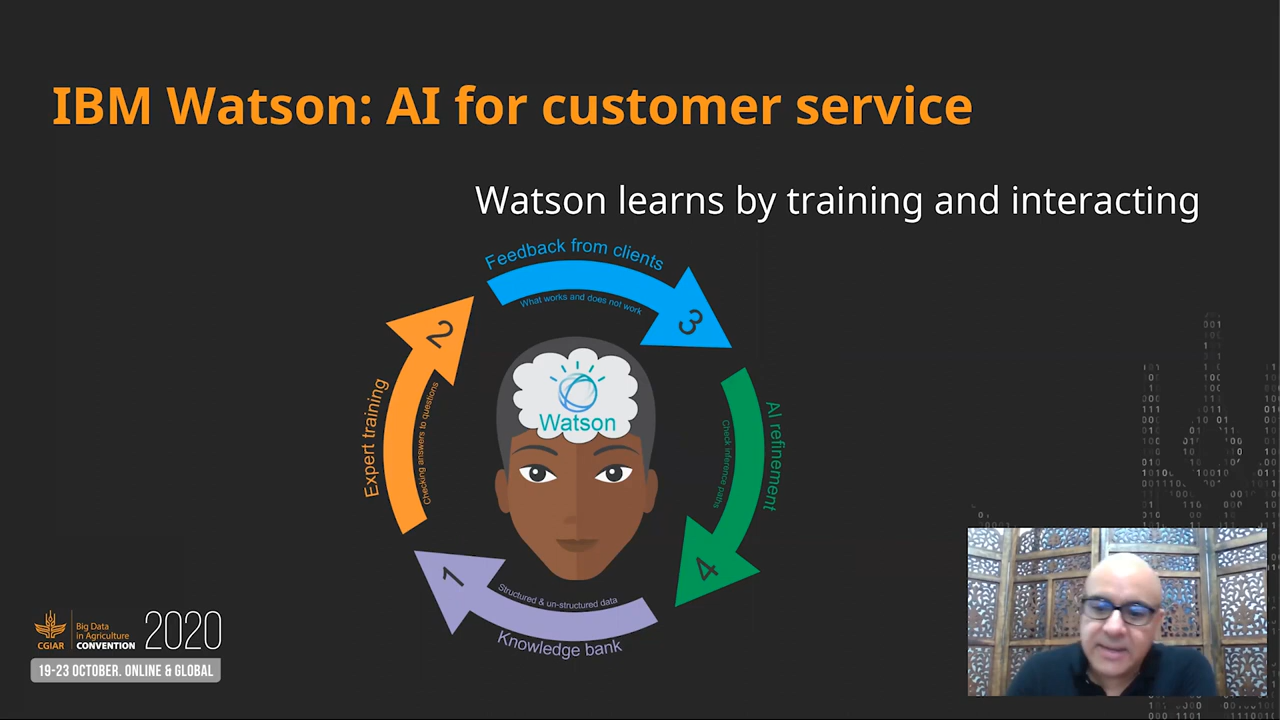 IBM Watson: AI for customer service
Watson learns by training and interacting
Feedback from clients
What works and does not work
3
2
Expert training
Checking answers to questions
Watson
AI refinement
Check inference paths
4
1
Structured & un-structured data
Knowledge bank
CGIAR
Big Data
in Agriculture
CONVENTION
2020
19-23 OCTOBER. ONLINE & GLOBAL